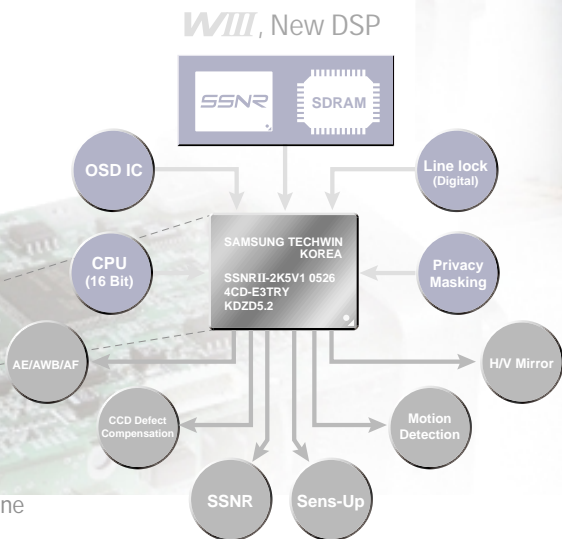 WIII, New DSP
SSNR
SDRAM
OSD IC
Line lock
(Digital)
SAMSUNG TECHWIN
KOREA
SSNRII-2K5V1 0526
4CD-E3TRY
KDZD5.2
CPU
(16 Bit)
Privacy
Masking
AE/AWB/AF
H/V Mirror
CCD Defect
Compensation
Motion
Detection
SSNR
Sens-Up
ne